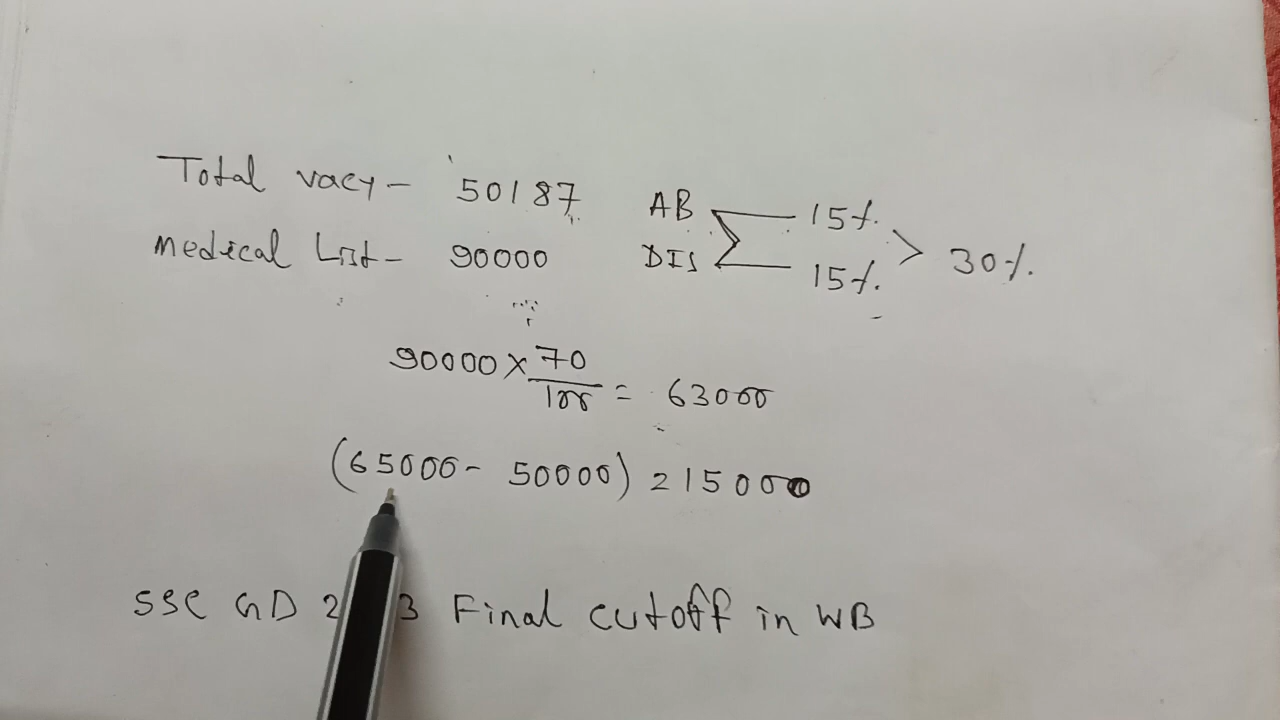 Total vacy - 50187 AB 15%
Medical List - 90000 DIS 15% > 30%
90000 × 70
100 = 63000
(65000 - 50000) = 15000
SSC GD 2 3 Final cutoff in WB